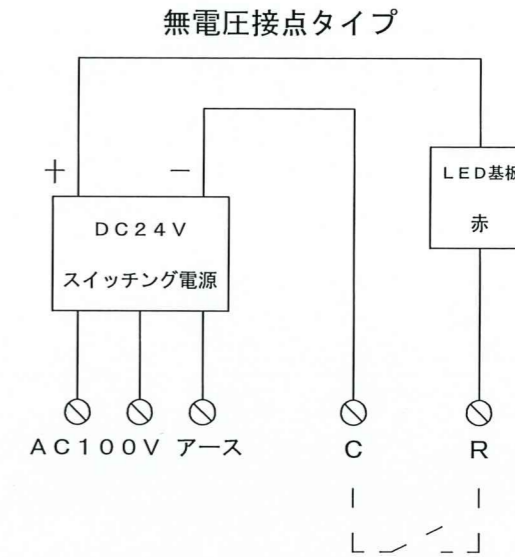 無電圧接点タイプ
+ −
LED基板
赤
DC24V
スイッチング電源
AC100V アース C R